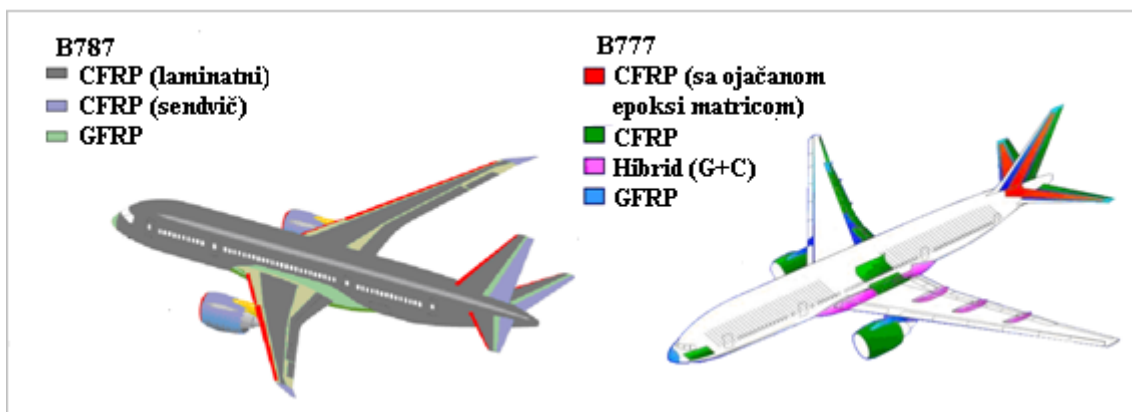 B787
CFRP (laminatni)
CFRP (sendvič)
GFRP
B777
CFRP (sa ojačanom
epoksi matricom)
CFRP
Hibrid (G+C)
GFRP